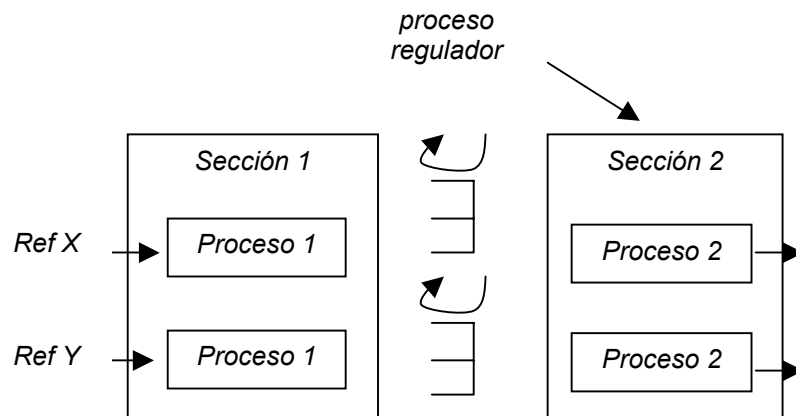 proceso
regulador
Sección 1
Sección 2
Ref X
Proceso 1
Proceso 2
Ref Y
Proceso 1
Proceso 2